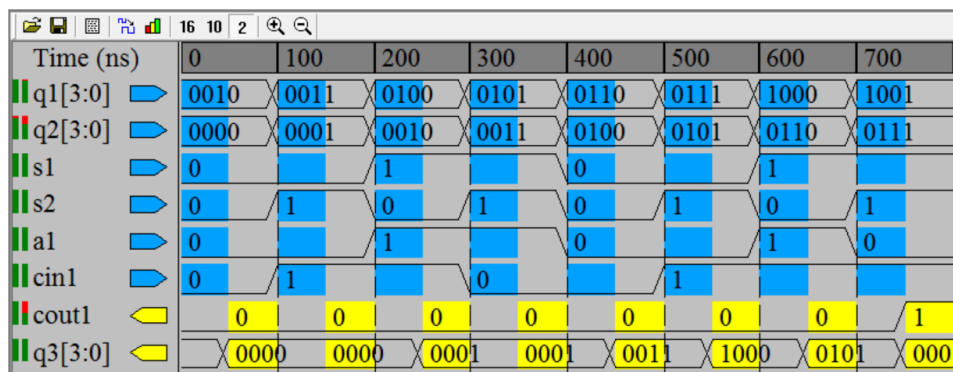 16 10 2
Time (ns) 0 100 200 300 400 500 600 700
q1[3:0] 0010 0011 0100 0101 0110 0111 1000 1001
q2[3:0] 0000 0001 0010 0011 0100 0101 0110 0111
s1 0 1 0 1
s2 0 1 0 1 0 1 0 1
a1 0 1 0 1 0
cin1 0 1 0 1
cout1 0 0 0 0 0 0 0 1
q3[3:0] 0000 0000 0001 0001 0011 1000 0101 000